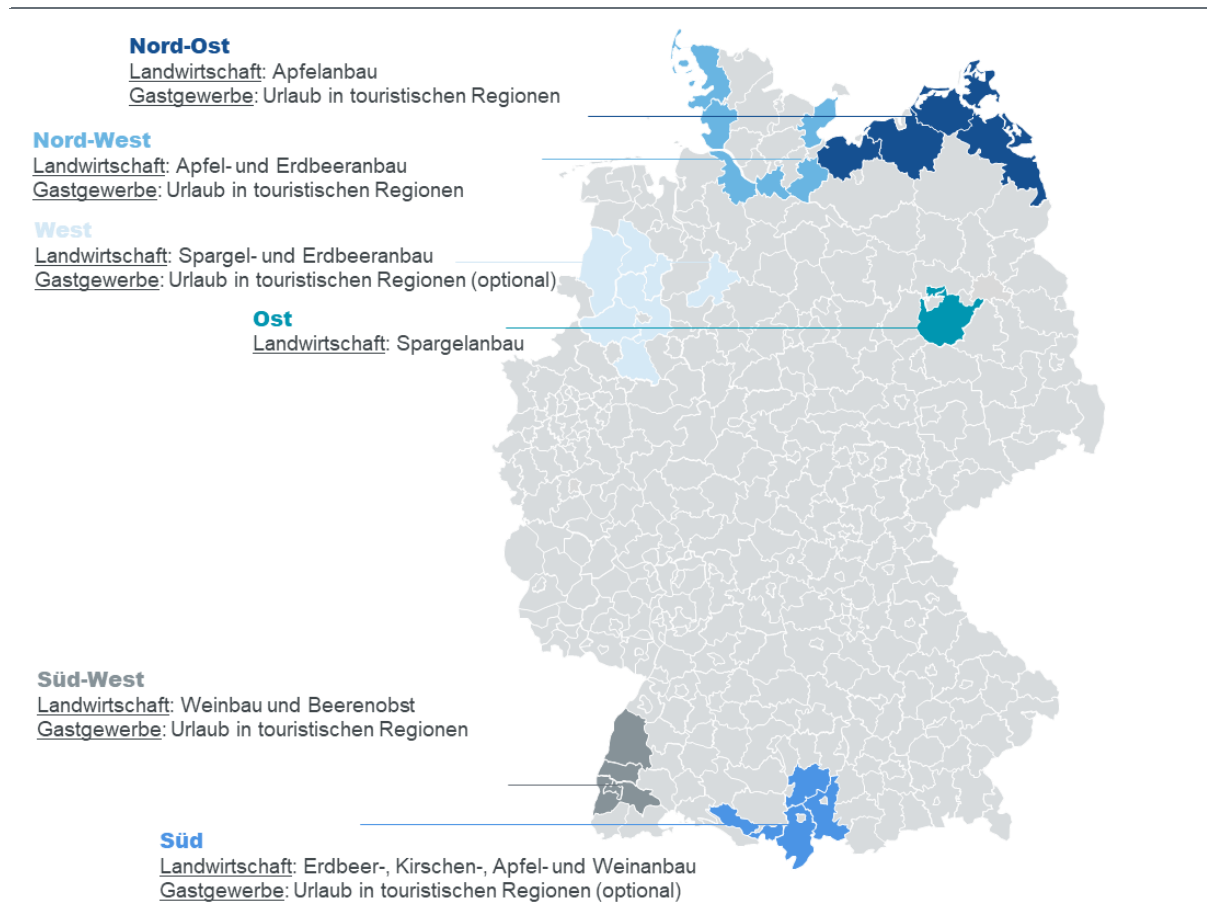 Nord-Ost
Landwirtschaft: Apfelanbau
Gastgewerbe: Urlaub in touristischen Regionen
Nord-West
Landwirtschaft: Apfel- und Erdbeeranbau
Gastgewerbe: Urlaub in touristischen Regionen
West
Landwirtschaft: Spargel- und Erdbeeranbau
Gastgewerbe: Urlaub in touristischen Regionen (optional)
Ost
Landwirtschaft: Spargelanbau
Süd-West
Landwirtschaft: Weinbau und Beerenobst
Gastgewerbe: Urlaub in touristischen Regionen
Süd
Landwirtschaft: Erdbeer-, Kirschen-, Apfel- und Weinanbau
Gastgewerbe: Urlaub in touristischen Regionen (optional)